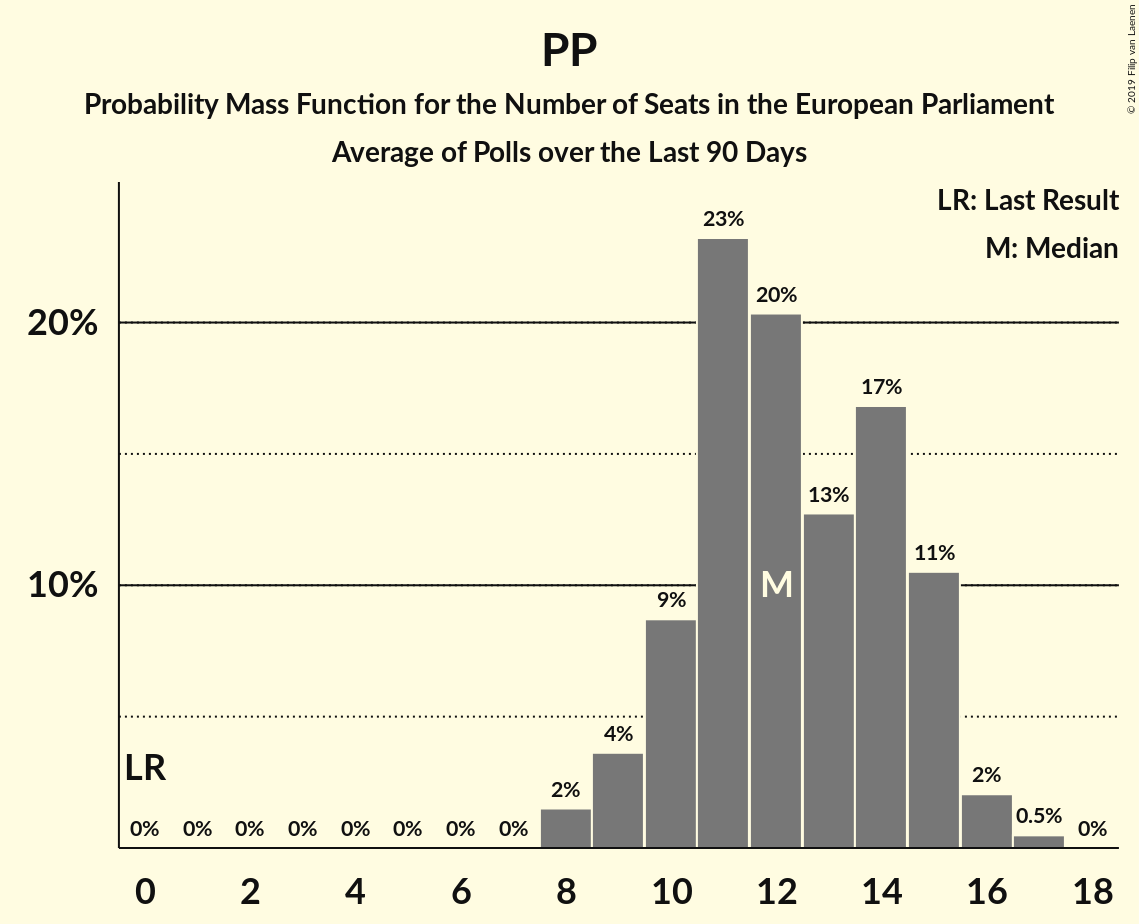 © 2019 Filip van Laenen
PP
Probability Mass Function for the Number of Seats in the European Parliament
Average of Polls over the Last 90 Days
LR: Last Result
M: Median
20%
10%
23%
20%
17%
13%
11%
9%
4%
2%
2%
0.5%
M
LR
0% 0% 0% 0% 0% 0% 0% 0% 0%
0 2 4 6 8 10 12 14 16 18